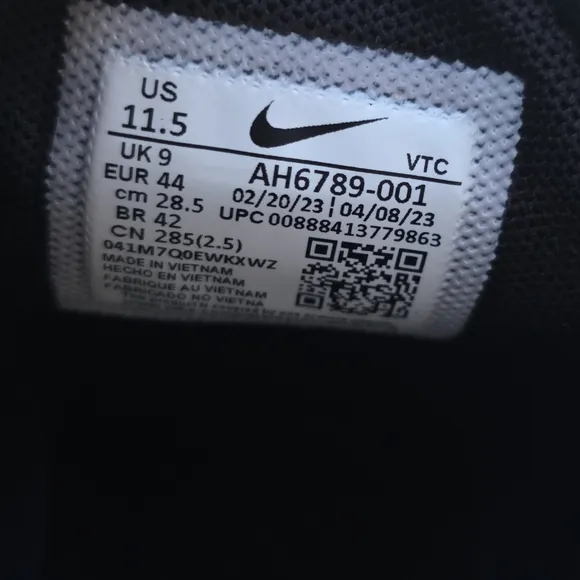 US
11.5
UK 9
EUR 44
cm 28.5
BR 42
CN 285(2.5)
041M7Q0EWKXWZ
MADE IN VIETNAM
HECHO EN VIETNAM
FABRIQUE AU VIETNAM
FABRICADO NO VIETNA
VTC
AH6789-001
02/20/23 | 04/08/23
UPC 00888413779863